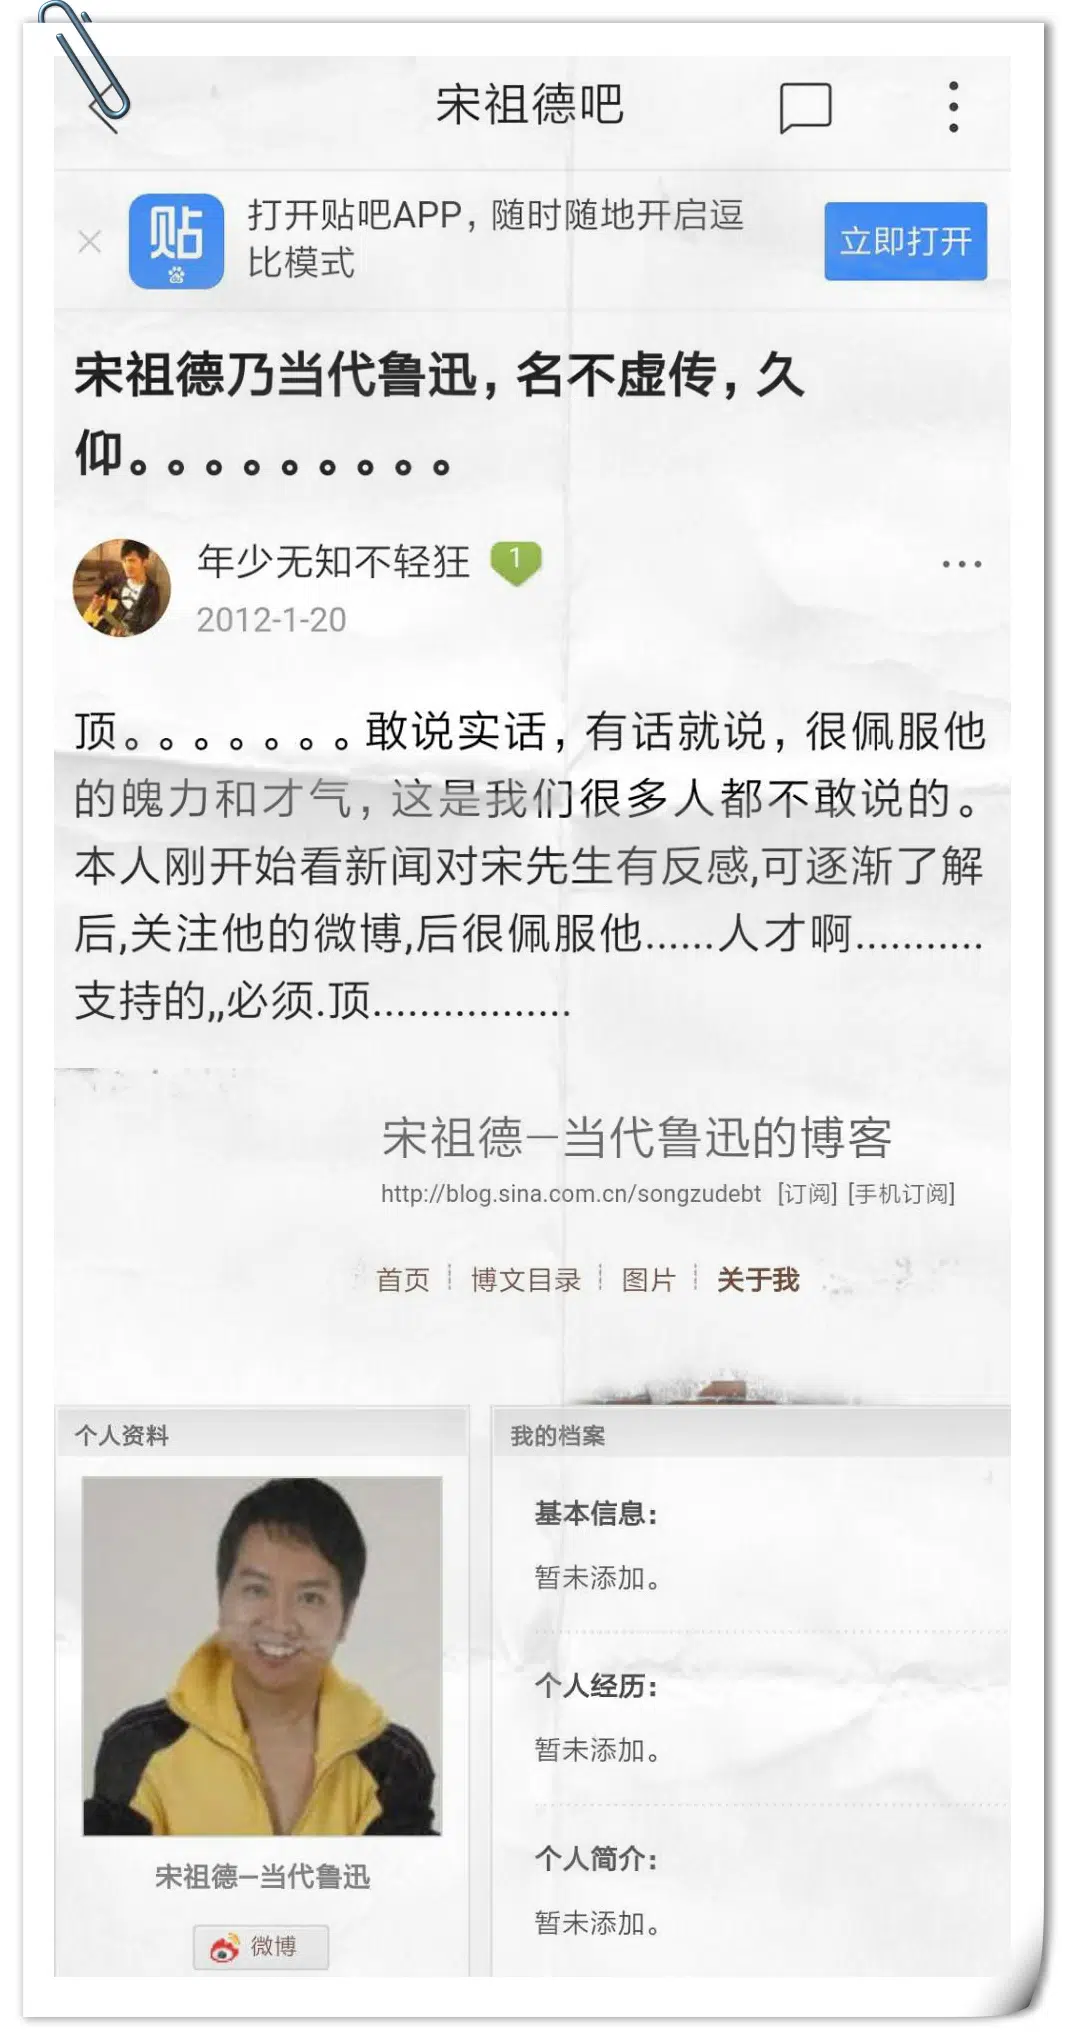 宋祖德吧
打开贴吧APP，随时随地开启逗
比模式
贴
立即打开
宋祖德乃当代鲁迅，名不虚传，久
仰。。。。。。。。。
年少无知不轻狂 1
2012-1-20
顶。。。。。。。敢说实话，有话就说，很佩服他
的魄力和才气，这是我们很多人都不敢说的。
本人刚开始看新闻对宋先生有反感,可逐渐了解
后,关注他的微博,后很佩服他......人才啊...........
支持的,,必须.顶.................
宋祖德—当代鲁迅的博客
http://blog.sina.com.cn/songzudebt [订阅] [手机订阅]
首页 博文目录 图片 关于我
个人资料
宋祖德—当代鲁迅
微博
我的档案
基本信息：
暂未添加。
个人经历：
暂未添加。
个人简介：
暂未添加。